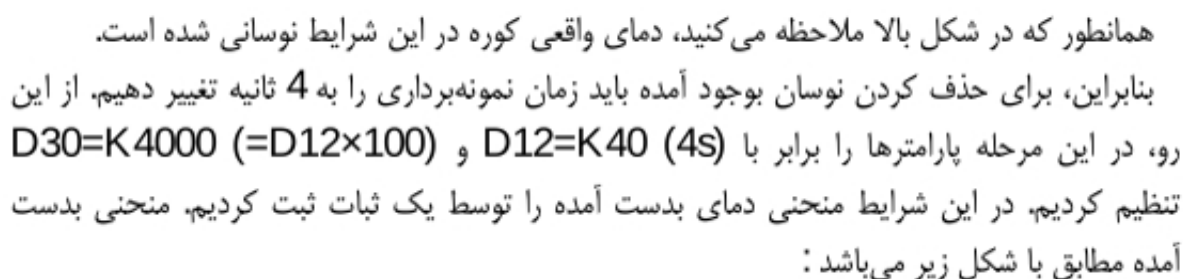 همانطور که در شکل بالا ملاحظه می‌کنید، دمای واقعی کوره در این شرایط نوسانی شده است.
بنابراین، برای حذف کردن نوسان بوجود آمده باید زمان نمونه‌برداری را به 4 ثانیه تغییر دهیم. از این
رو، در این مرحله پارامترها را برابر با D12=K40 (4s) و D30=K4000 (=D12×100)
تنظیم کردیم. در این شرایط منحنی دمای بدست آمده را توسط یک ثبات ثبت کردیم. منحنی بدست
آمده مطابق با شکل زیر می‌باشد :